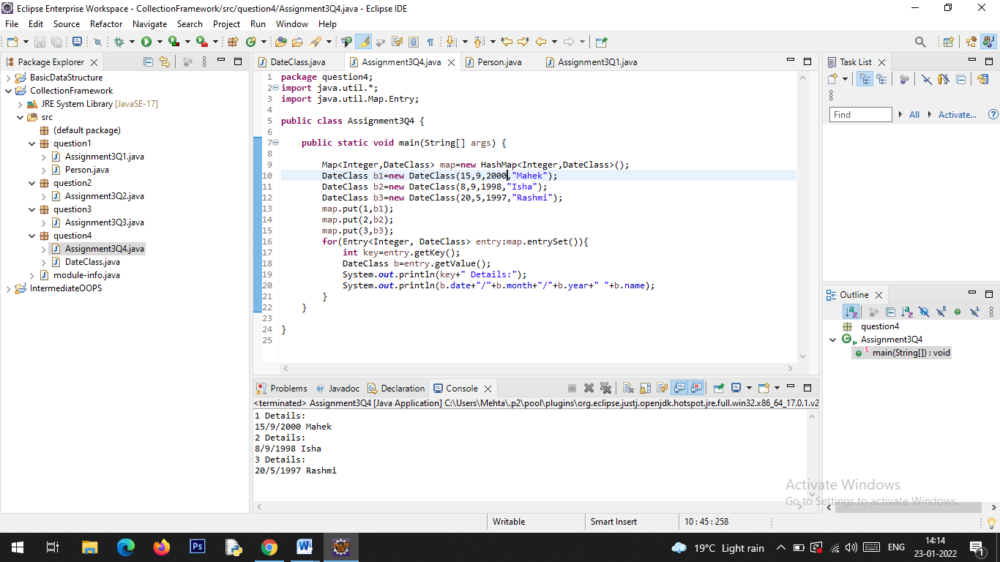 Eclipse Enterprise Workspace - CollectionFramework/src/question4/Assignment3Q4.java - Eclipse IDE
File Edit Source Refactor Navigate Search Project Run Window Help
Package Explorer
BasicDataStructure
CollectionFramework
JRE System Library [JavaSE-17]
src
(default package)
question1
Assignment3Q1.java
Person.java
question2
Assignment3Q2.java
question3
Assignment3Q3.java
question4
Assignment3Q4.java
DateClass.java
module-info.java
IntermediateOOPS
DateClass.java Assignment3Q4.java Person.java Assignment3Q1.java
1 package question4;
2 import java.util.*;
3 import java.util.Map.Entry;
4
5 public class Assignment3Q4 {
6
7 public static void main(String[] args) {
8
9 Map<Integer,DateClass> map=new HashMap<Integer,DateClass>();
10 DateClass b1=new DateClass(15,9,2000,"Mahek");
11 DateClass b2=new DateClass(8,9,1998,"Isha");
12 DateClass b3=new DateClass(20,5,1997,"Rashmi");
13 map.put(1,b1);
14 map.put(2,b2);
15 map.put(3,b3);
16 for(Entry<Integer, DateClass> entry:map.entrySet()){
17 int key=entry.getKey();
18 DateClass b=entry.getValue();
19 System.out.println(key+" Details:");
20 System.out.println(b.date+"/"+b.month+"/"+b.year+" "+b.name);
21 }
22 }
23
24 }
25
Task List
Find All Activate...
Outline
question4
Assignment3Q4
main(String[]) : void
Problems @ Javadoc Declaration Console
<terminated> Assignment3Q4 [Java Application] C:\Users\Mehta\.p2\pool\plugins\org.eclipse.justj.openjdk.hotspot.jre.full.win32.x86_64_17.0.1.v2
1 Details:
15/9/2000 Mahek
2 Details:
8/9/1998 Isha
3 Details:
20/5/1997 Rashmi
Activate Windows
Go to Settings to activate Windows.
Writable Smart Insert 10 : 45 : 258
19°C Light rain ENG 14:14
23-01-2022